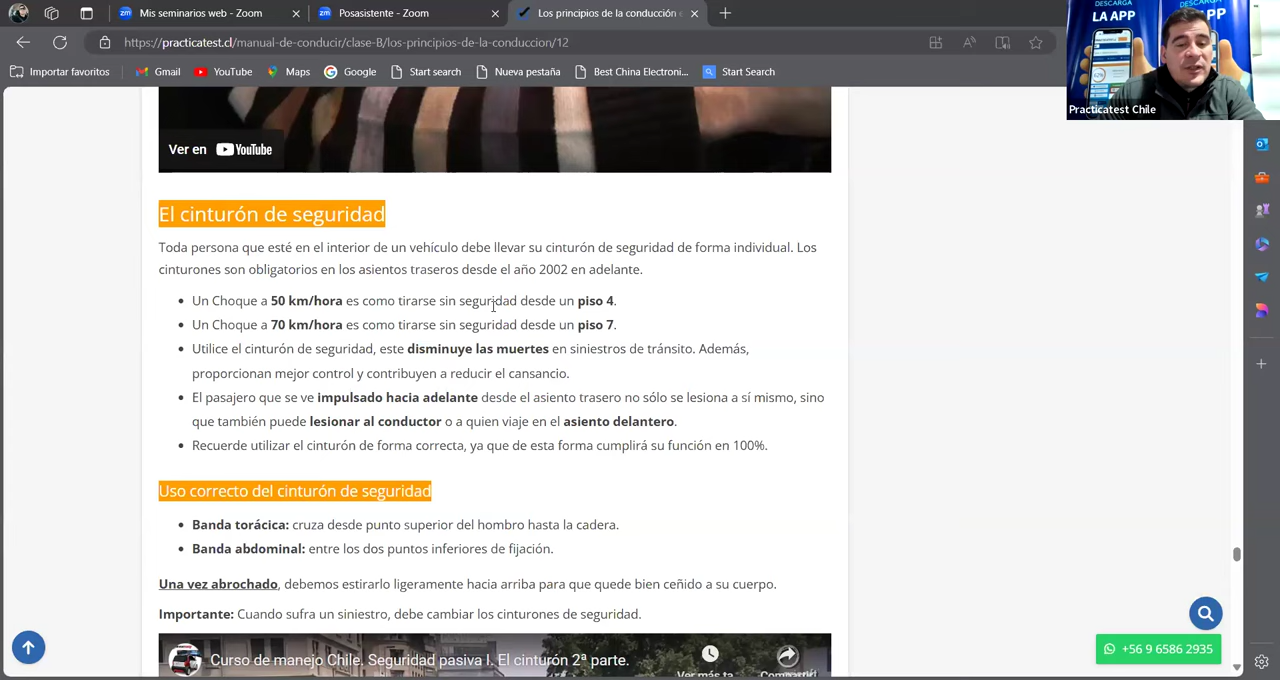 Mis seminarios web - Zoom
Posasistente - Zoom
Los principios de la conducción
https://practicatest.cl/manual-de-conducir/clase-B/los-principios-de-la-conduccion/12
Importar favoritos
Gmail
YouTube
Maps
Google
Start search
Nueva pestaña
Best China Electroni...
Start Search
DESCARGA
LA APP
DESCARGA
LA APP
Practicatest Chile
Ver en YouTube
El cinturón de seguridad
Toda persona que esté en el interior de un vehículo debe llevar su cinturón de seguridad de forma individual. Los
cinturones son obligatorios en los asientos traseros desde el año 2002 en adelante.
• Un Choque a 50 km/hora es como tirarse sin seguridad desde un piso 4.
• Un Choque a 70 km/hora es como tirarse sin seguridad desde un piso 7.
• Utilice el cinturón de seguridad, este disminuye las muertes en siniestros de tránsito. Además,
proporcionan mejor control y contribuyen a reducir el cansancio.
• El pasajero que se ve impulsado hacia adelante desde el asiento trasero no sólo se lesiona a sí mismo, sino
que también puede lesionar al conductor o a quien viaje en el asiento delantero.
• Recuerde utilizar el cinturón de forma correcta, ya que de esta forma cumplirá su función en 100%.
Uso correcto del cinturón de seguridad
• Banda torácica: cruza desde punto superior del hombro hasta la cadera.
• Banda abdominal: entre los dos puntos inferiores de fijación.
Una vez abrochado, debemos estirarlo ligeramente hacia arriba para que quede bien ceñido a su cuerpo.
Importante: Cuando sufra un siniestro, debe cambiar los cinturones de seguridad.
Curso de manejo Chile. Seguridad pasiva I. El cinturón 2ª parte.
Ver más ta
Compartir
+56 9 6586 2935